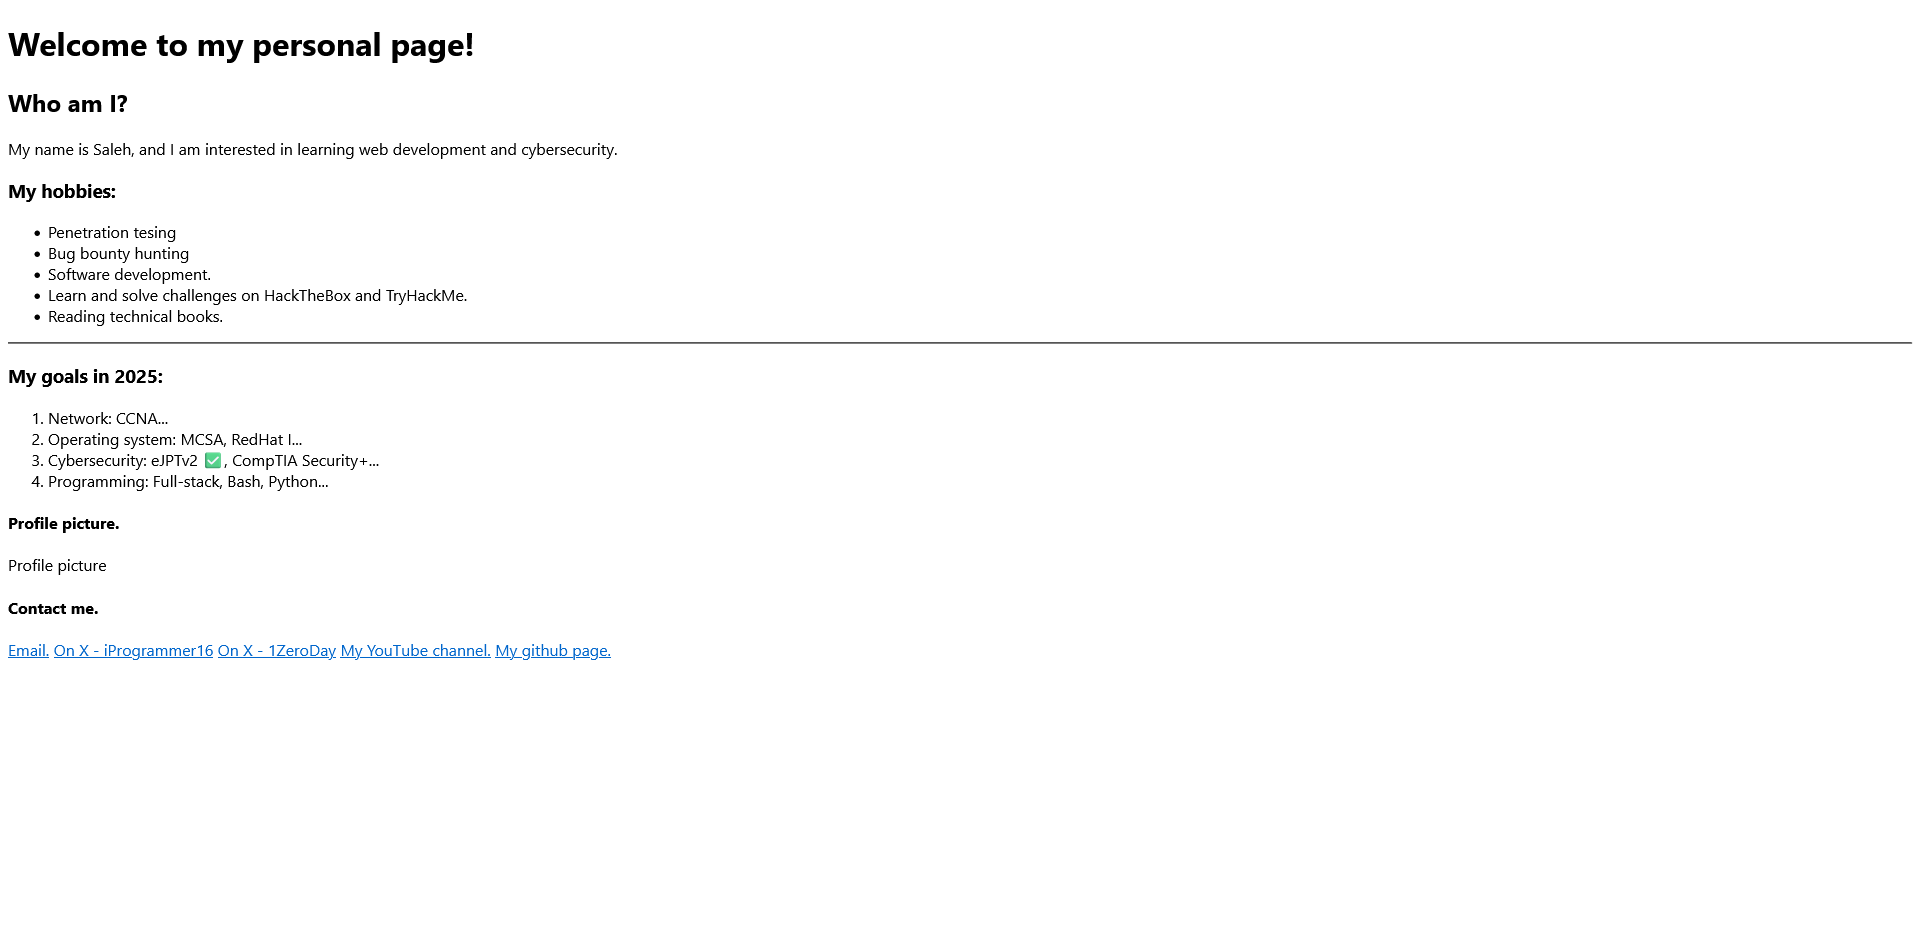 Welcome to my personal page!
Who am I?
My name is Saleh, and I am interested in learning web development and cybersecurity.
My hobbies:
• Penetration tesing
• Bug bounty hunting
• Software development.
• Learn and solve challenges on HackTheBox and TryHackMe.
• Reading technical books.
My goals in 2025:
1. Network: CCNA...
2. Operating system: MCSA, RedHat I...
3. Cybersecurity: eJPTv2 ✅, CompTIA Security+...
4. Programming: Full-stack, Bash, Python...
Profile picture.
Profile picture
Contact me.
Email. On X - iProgrammer16 On X - 1ZeroDay My YouTube channel. My github page.